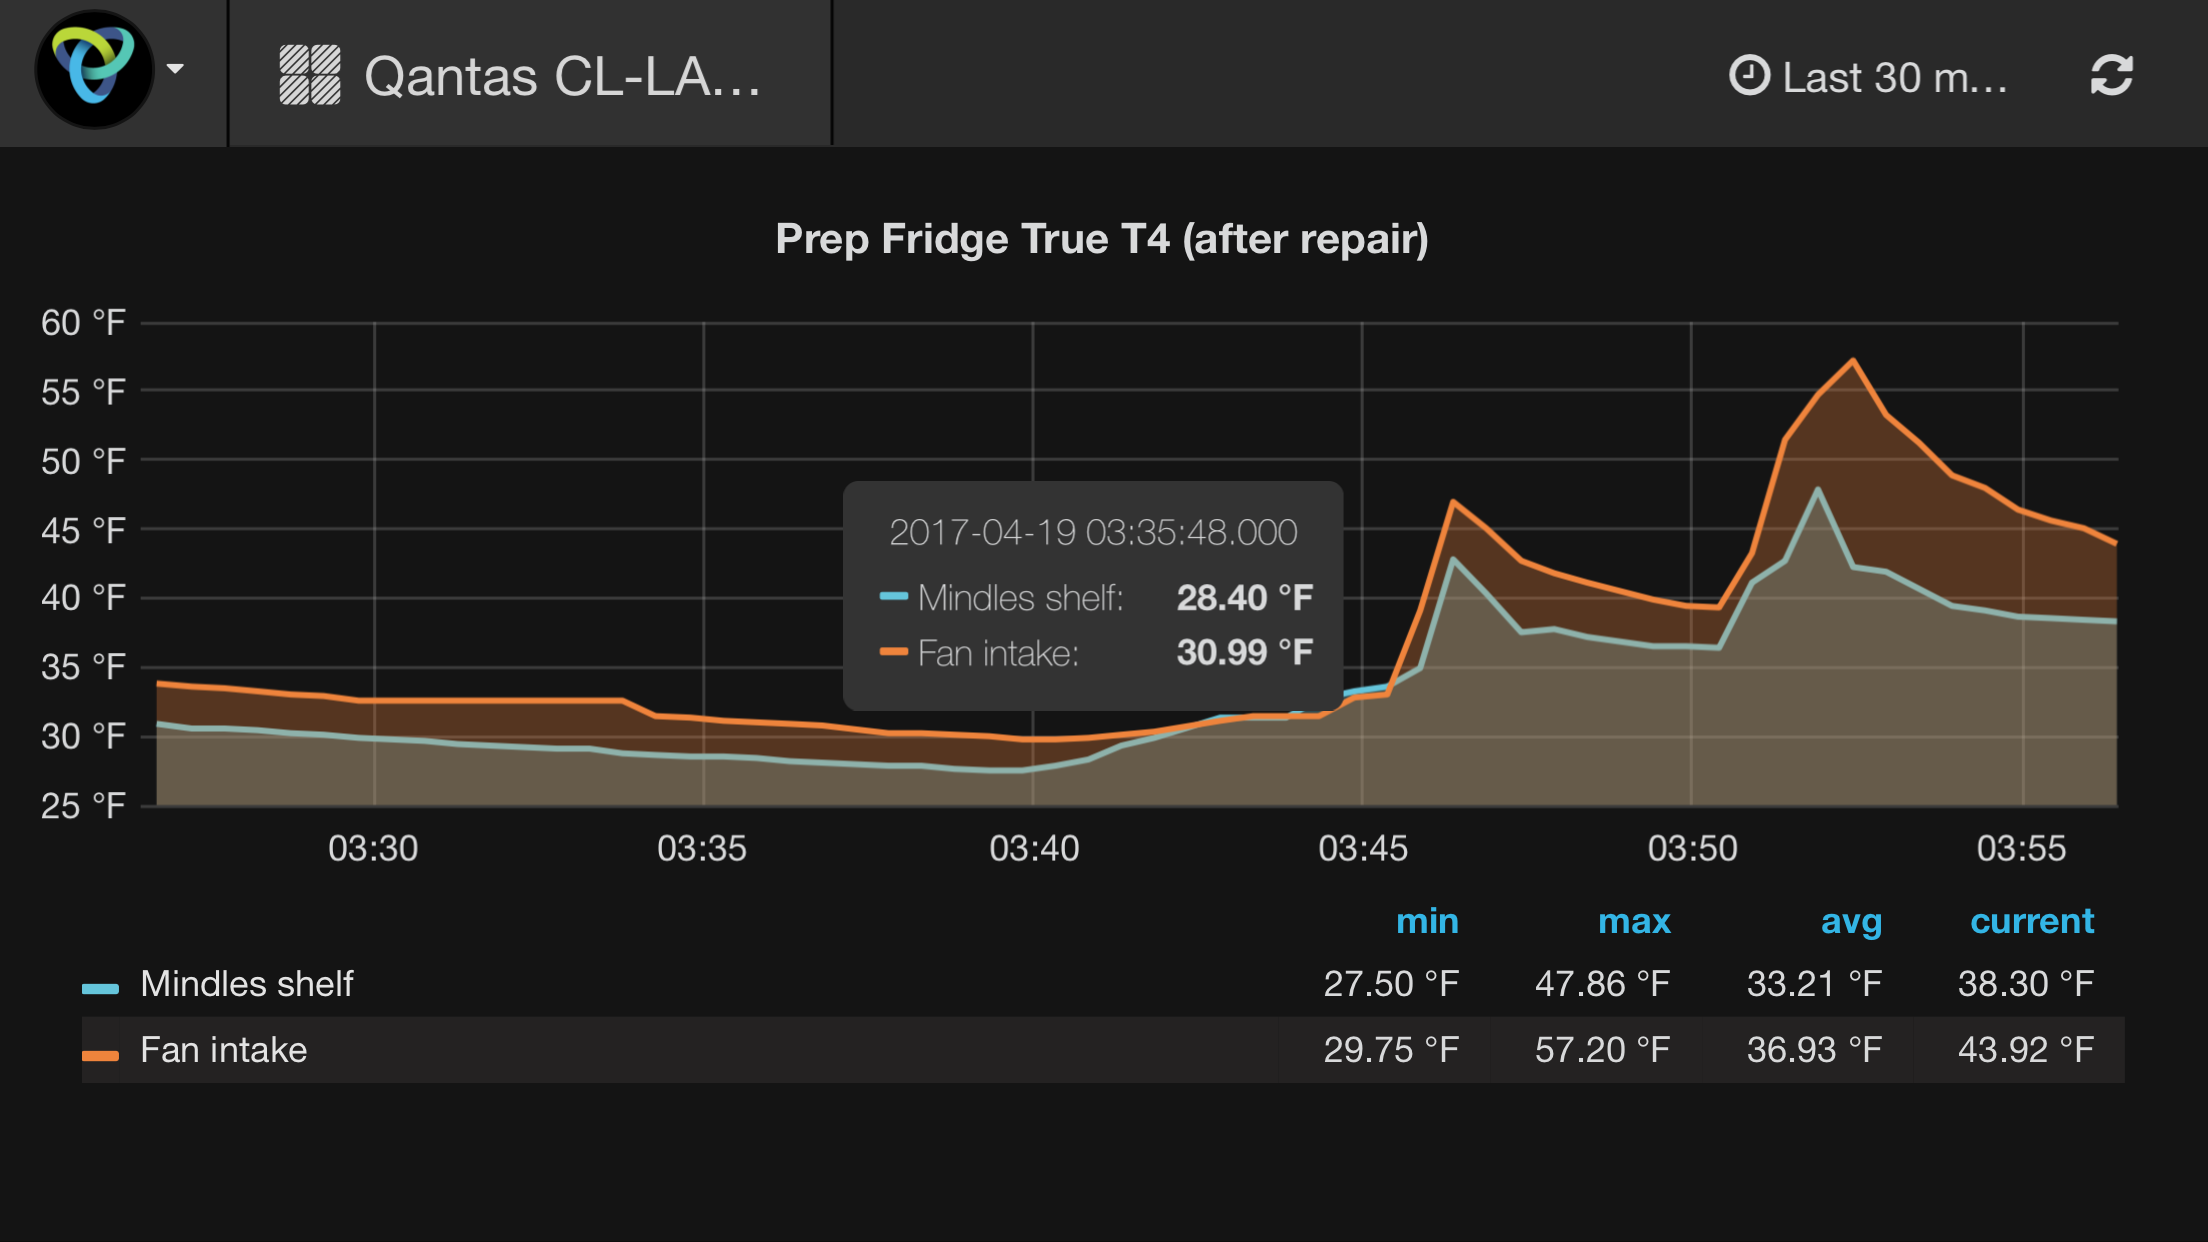 Qantas CL-LA... Last 30 m...
Prep Fridge True T4 (after repair)
60 °F
55 °F
50 °F
45 °F
40 °F
35 °F
30 °F
25 °F
2017-04-19 03:35:48.000
Mindles shelf: 28.40 °F
Fan intake: 30.99 °F
03:30 03:35 03:40 03:45 03:50 03:55
min max avg current
Mindles shelf 27.50 °F 47.86 °F 33.21 °F 38.30 °F
Fan intake 29.75 °F 57.20 °F 36.93 °F 43.92 °F